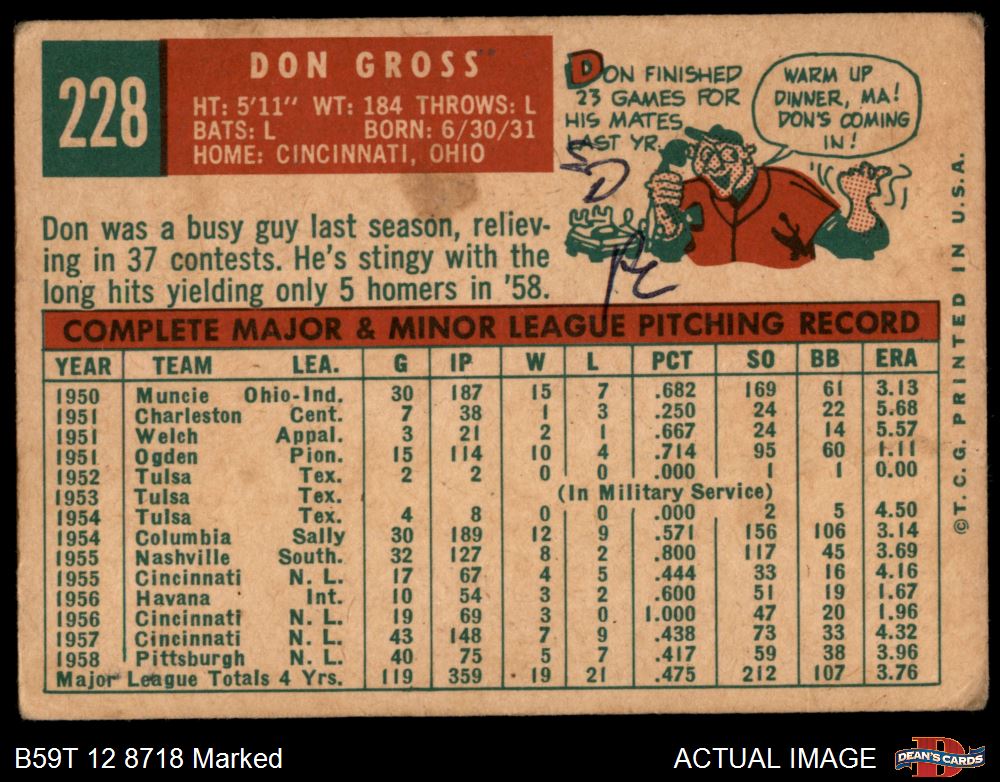 228
DON GROSS
HT: 5'11" WT: 184 THROWS: L
BATS: L BORN: 6/30/31
HOME: CINCINNATI, OHIO
DON FINISHED
23 GAMES FOR
HIS MATES
LAST YR.
WARM UP
DINNER, MA!
DON'S COMING
IN!
Don was a busy guy last season, reliev-
ing in 37 contests. He's stingy with the
long hits yielding only 5 homers in '58.
COMPLETE MAJOR & MINOR LEAGUE PITCHING RECORD
YEAR TEAM LEA. G IP W L PCT SO BB ERA
1950 Muncie Ohio-Ind. 30 187 15 7 .682 169 61 3.13
1951 Charleston Cent. 7 38 1 3 .250 24 22 5.68
1951 Welch Appal. 3 21 2 1 .667 24 14 5.57
1951 Ogden Pion. 15 114 10 4 .714 95 60 1.11
1952 Tulsa Tex. 2 2 0 0 .000 1 1 0.00
1953 Tulsa Tex. (In Military Service)
1954 Tulsa Tex. 4 8 0 0 .000 2 5 4.50
1954 Columbia Sally 30 189 12 9 .571 156 106 3.14
1955 Nashville South. 32 127 8 2 .800 117 45 3.69
1955 Cincinnati N. L. 17 67 4 5 .444 33 16 4.16
1956 Havana Int. 10 54 3 2 .600 51 19 1.67
1956 Cincinnati N. L. 19 69 3 0 1.000 47 20 1.96
1957 Cincinnati N. L. 43 148 7 9 .438 73 33 4.32
1958 Pittsburgh N. L. 40 75 5 7 .417 59 38 3.96
Major League Totals 4 Yrs. 119 359 19 21 .475 212 107 3.76
©T.C.G. PRINTED IN U.S.A.
B59T 12 8718 Marked
ACTUAL IMAGE
DEAN'S CARDS